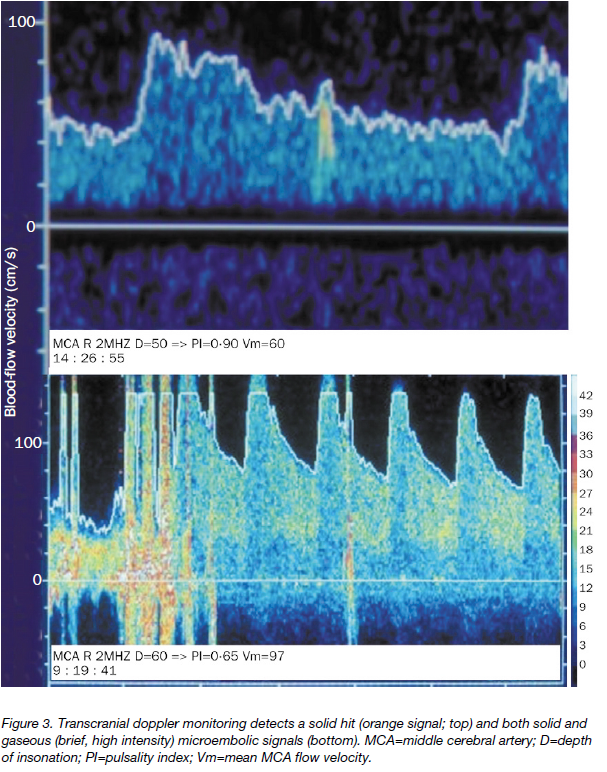 100
0
Blood-flow velocity (cm/s)
MCA R 2MHZ D=50 => PI=0·90 Vm=60
14 : 26 : 55
100
0
42
39
36
33
30
27
24
21
18
15
12
9
6
3
0
MCA R 2MHZ D=60 => PI=0·65 Vm=97
9 : 19 : 41
Figure 3. Transcranial doppler monitoring detects a solid hit (orange signal; top) and both solid and
gaseous (brief, high intensity) microembolic signals (bottom). MCA=middle cerebral artery; D=depth
of insonation; PI=pulsality index; Vm=mean MCA flow velocity.